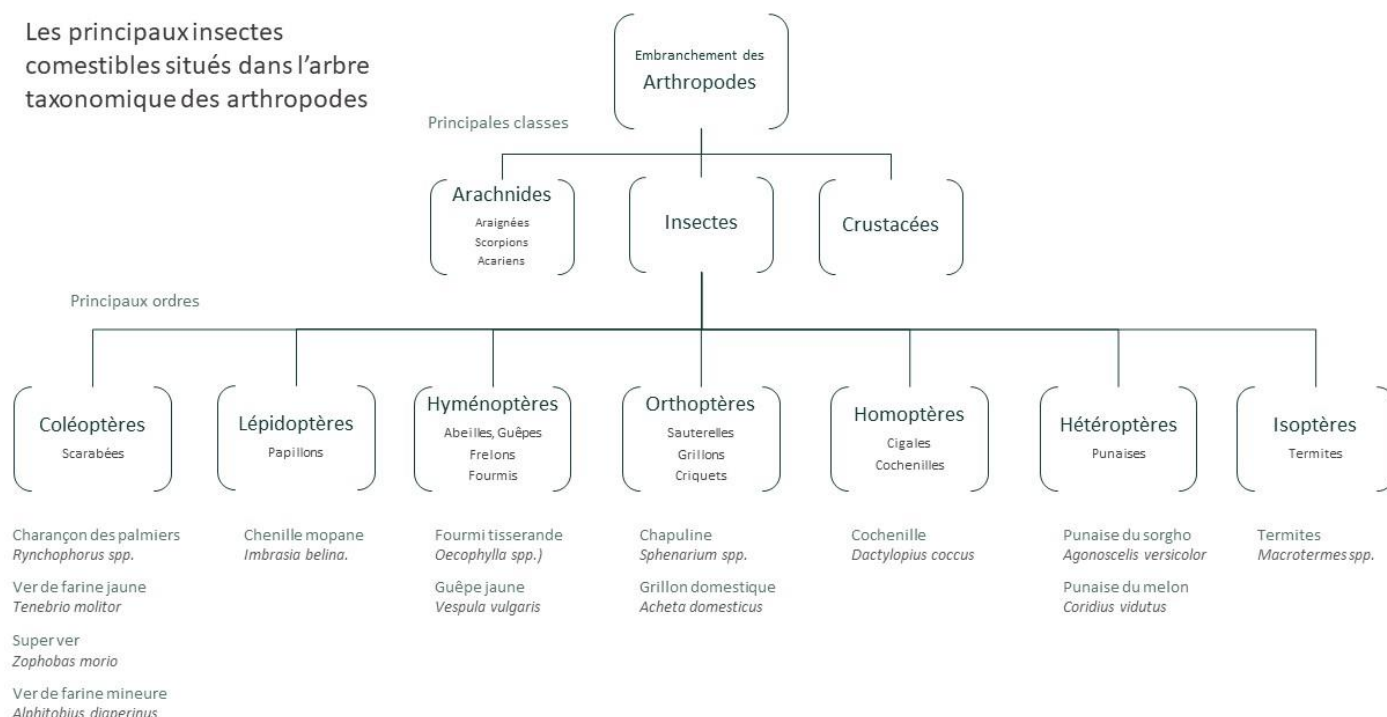 Les principaux insectes
comestibles situés dans l'arbre
taxonomique des arthropodes
Embranchement des
Arthropodes
Principales classes
Arachnides
Araignées
Scorpions
Acariens
Insectes
Crustacées
Principaux ordres
Coléoptères
Scarabées
Lépidoptères
Papillons
Hyménoptères
Abeilles, Guêpes
Frelons
Fourmis
Orthoptères
Sauterelles
Grillons
Criquets
Homoptères
Cigales
Cochenilles
Hétéroptères
Punaises
Isoptères
Termites
Charançon des palmiers
Rynchophorus spp.
Ver de farine jaune
Tenebrio molitor
Super ver
Zophobas morio
Ver de farine mineure
Alphitobius diaperinus
Chenille mopane
Imbrasia belina.
Fourmi tisserande
Oecophylla spp.)
Guêpe jaune
Vespula vulgaris
Chapuline
Sphenarium spp.
Grillon domestique
Acheta domesticus
Cochenille
Dactylopius coccus
Punaise du sorgho
Agonoscelis versicolor
Punaise du melon
Coridius vidutus
Termites
Macrotermes spp.